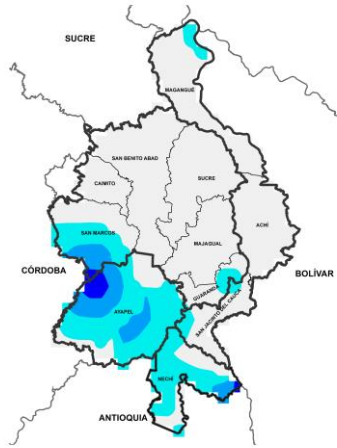 SUCRE
MAGANGUÉ
SAN BENITO ABAD
CAIMITO
SUCRE
SAN MARCOS
MAJAGUAL
ACHÍ
CÓRDOBA
BOLÍVAR
GUARANDA
SAN JACINTO DEL CAUCA
AYAPEL
NECHÍ
ANTIOQUIA